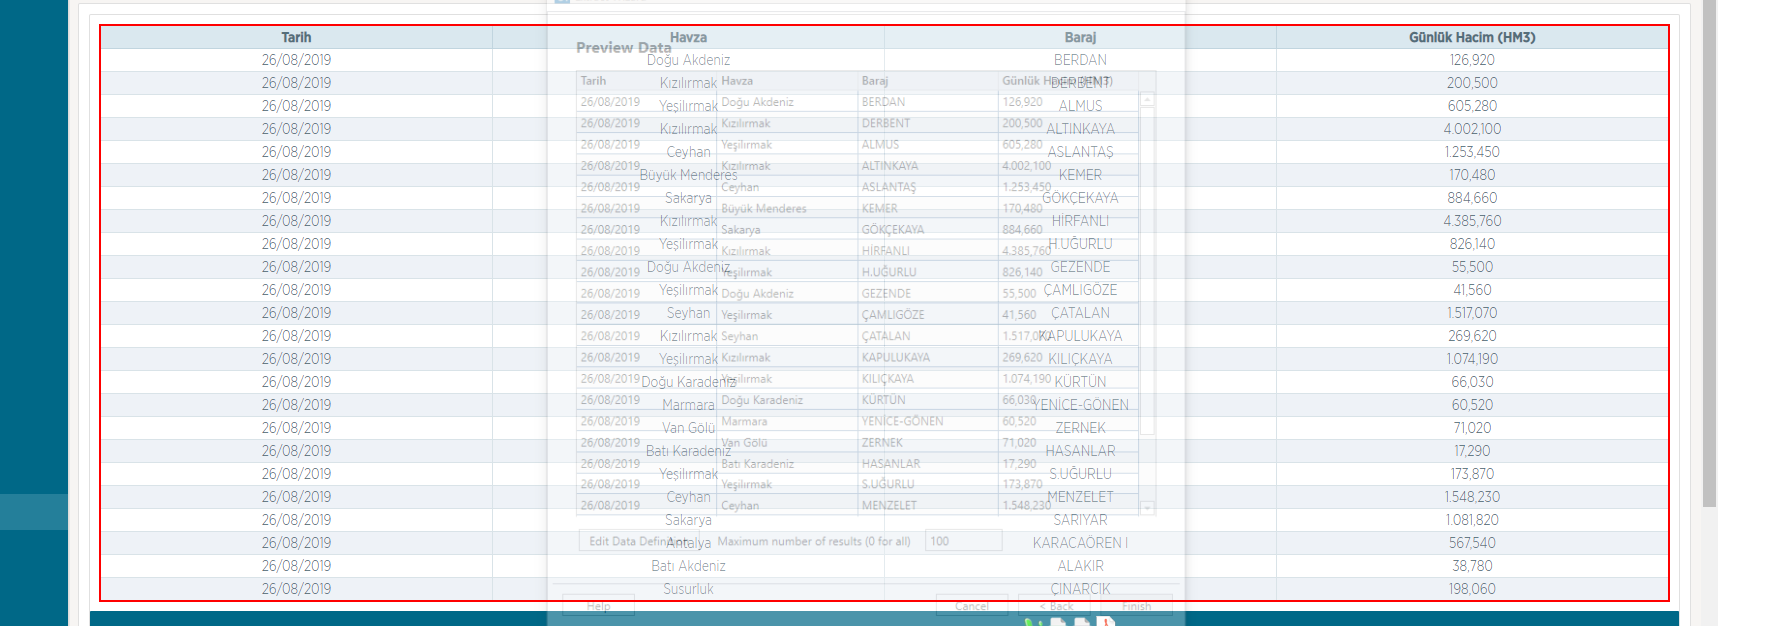 Tarih Havza Baraj Günlük Hacim (HM3)
26/08/2019 Doğu Akdeniz BERDAN 126,920
26/08/2019 Kızılırmak DERBENT 200,500
26/08/2019 Yeşilırmak ALMUS 605,280
26/08/2019 Kızılırmak ALTINKAYA 4.002,100
26/08/2019 Ceyhan ASLANTAŞ 1.253,450
26/08/2019 Büyük Menderes KEMER 170,480
26/08/2019 Sakarya GÖKÇEKAYA 884,660
26/08/2019 Kızılırmak HİRFANLI 4.385,760
26/08/2019 Yeşilırmak H.UĞURLU 826,140
26/08/2019 Doğu Akdeniz GEZENDE 55,500
26/08/2019 Yeşilırmak ÇAMLIGÖZE 41,560
26/08/2019 Seyhan ÇATALAN 1.517,070
26/08/2019 Kızılırmak KAPULUKAYA 269,620
26/08/2019 Yeşilırmak KILIÇKAYA 1.074,190
26/08/2019 Doğu Karadeniz KÜRTÜN 66,030
26/08/2019 Marmara YENİCE-GÖNEN 60,520
26/08/2019 Van Gölü ZERNEK 71,020
26/08/2019 Batı Karadeniz HASANLAR 17,290
26/08/2019 Yeşilırmak S.UĞURLU 173,870
26/08/2019 Ceyhan MENZELET 1.548,230
26/08/2019 Sakarya SARIYAR 1.081,820
26/08/2019 Antalya KARACAÖREN I 567,540
26/08/2019 Batı Akdeniz ALAKIR 38,780
26/08/2019 Susurluk ÇINARCIK 198,060
Preview Data
Tarih Havza Baraj Günlük Hacim (HM3)
26/08/2019 Doğu Akdeniz BERDAN 126,920
26/08/2019 Kızılırmak DERBENT 200,500
26/08/2019 Yeşilırmak ALMUS 605,280
26/08/2019 Kızılırmak ALTINKAYA 4.002,100
26/08/2019 Ceyhan ASLANTAŞ 1.253,450
26/08/2019 Büyük Menderes KEMER 170,480
26/08/2019 Sakarya GÖKÇEKAYA 884,660
26/08/2019 Kızılırmak HİRFANLI 4.385,760
26/08/2019 Yeşilırmak H.UĞURLU 826,140
26/08/2019 Doğu Akdeniz GEZENDE 55,500
26/08/2019 Yeşilırmak ÇAMLIGÖZE 41,560
26/08/2019 Seyhan ÇATALAN 1.517,070
26/08/2019 Kızılırmak KAPULUKAYA 269,620
26/08/2019 Yeşilırmak KILIÇKAYA 1.074,190
26/08/2019 Doğu Karadeniz KÜRTÜN 66,030
26/08/2019 Marmara YENİCE-GÖNEN 60,520
26/08/2019 Van Gölü ZERNEK 71,020
26/08/2019 Batı Karadeniz HASANLAR 17,290
26/08/2019 Yeşilırmak S.UĞURLU 173,870
26/08/2019 Ceyhan MENZELET 1.548,230
Edit Data Definition Maximum number of results (0 for all) 100
Help Cancel < Back Finish